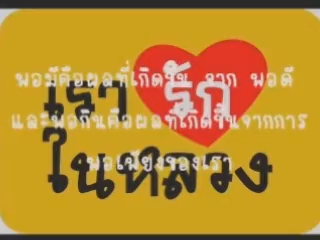 พอมีคือผลที่เกิดขึ้น จาก พอดี
เรา รัก
และพอกินคือผลที่เกิดขึ้นจากการ
พอเพียงของเรา
ในหลวง